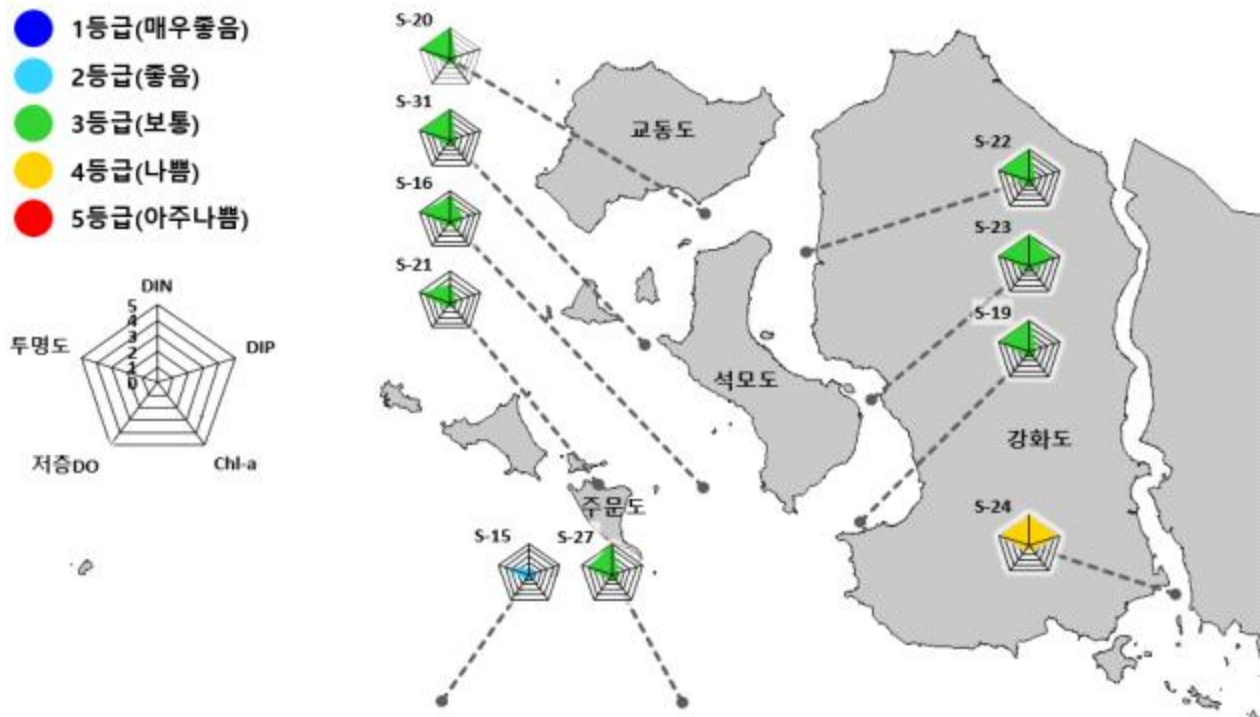 1등급(매우좋음)
2등급(좋음)
3등급(보통)
4등급(나쁨)
5등급(아주나쁨)
DIN
5
4
3
2
1
0
투명도
DIP
저층DO
Chl-a
S-20
S-31
S-16
S-21
S-15
S-27
S-22
S-23
S-19
S-24
교동도
석모도
강화도
주문도